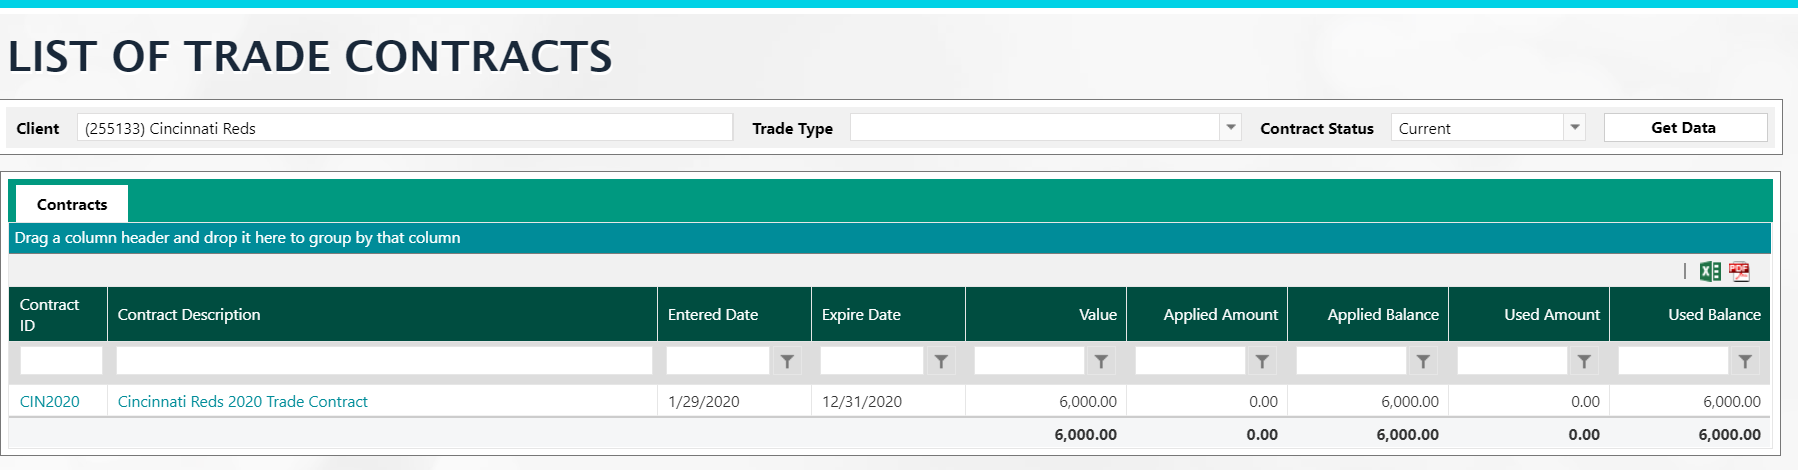 LIST OF TRADE CONTRACTS
Client (255133) Cincinnati Reds Trade Type Contract Status Current Get Data
Contracts
Drag a column header and drop it here to group by that column
PDF
Contract ID Contract Description Entered Date Expire Date Value Applied Amount Applied Balance Used Amount Used Balance
CIN2020 Cincinnati Reds 2020 Trade Contract 1/29/2020 12/31/2020 6,000.00 0.00 6,000.00 0.00 6,000.00
6,000.00 0.00 6,000.00 0.00 6,000.00